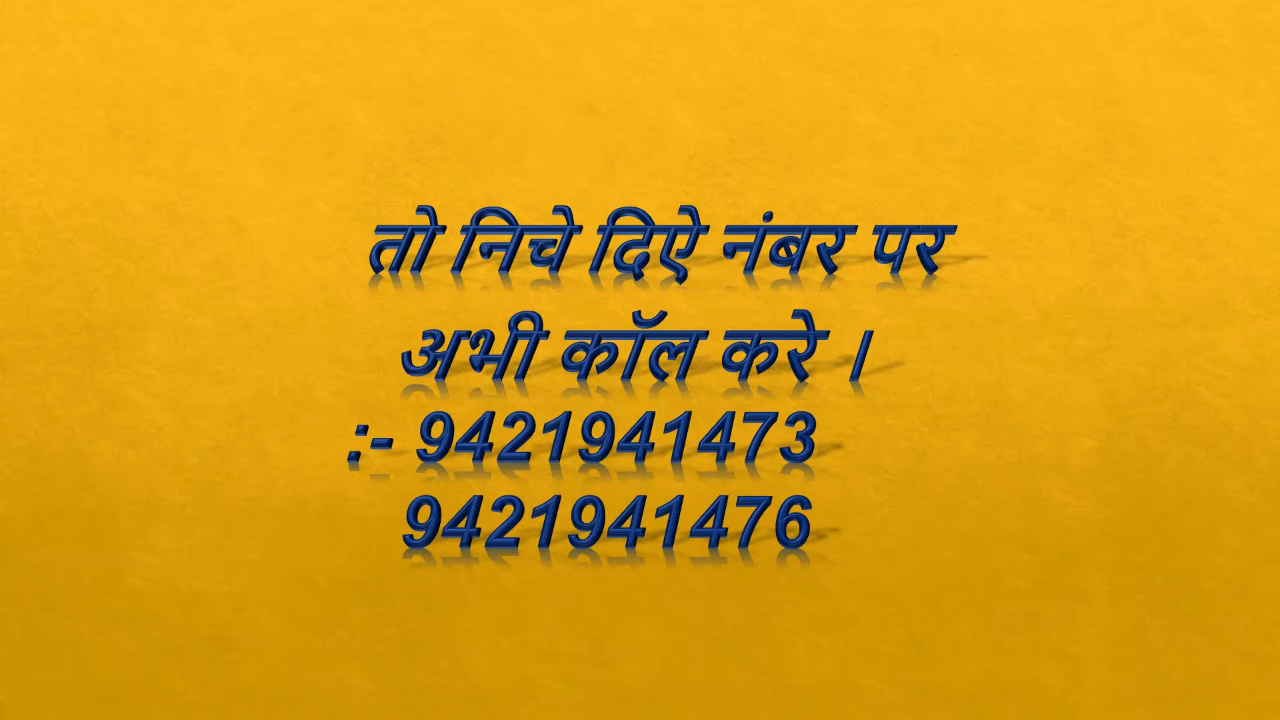 तो निचे दिऐ नंबर पर
अभी कॉल करे ।
:- 9421941473
9421941476